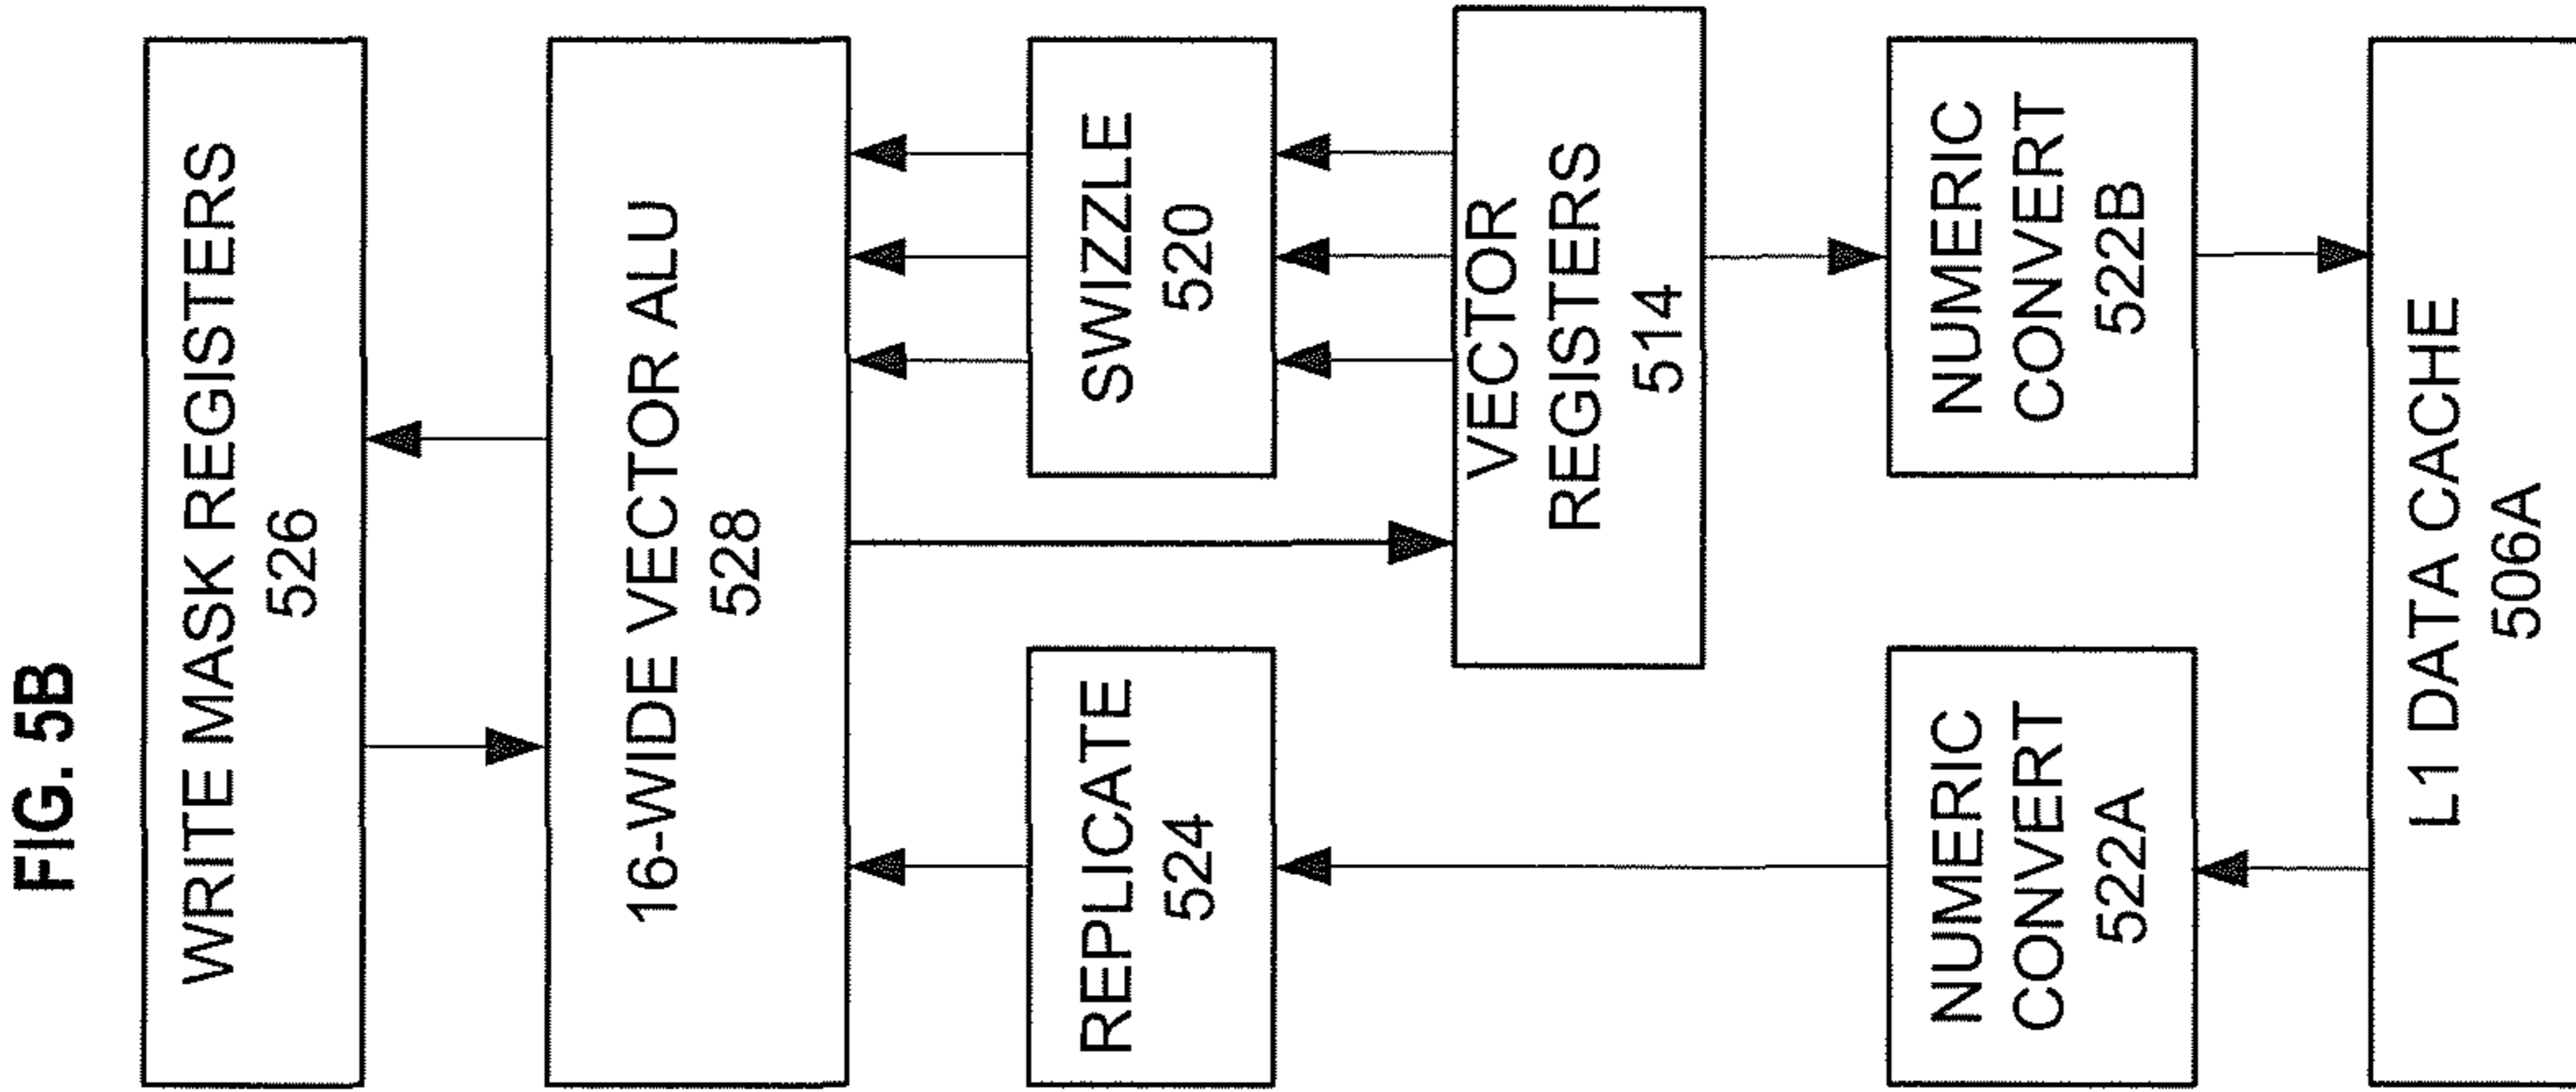 FIG. 5B
WRITE MASK REGISTERS
526
16-WIDE VECTOR ALU
528
REPLICATE
524
SWIZZLE
520
VECTOR
REGISTERS
514
NUMERIC
CONVERT
522A
NUMERIC
CONVERT
522B
L1 DATA CACHE
506A